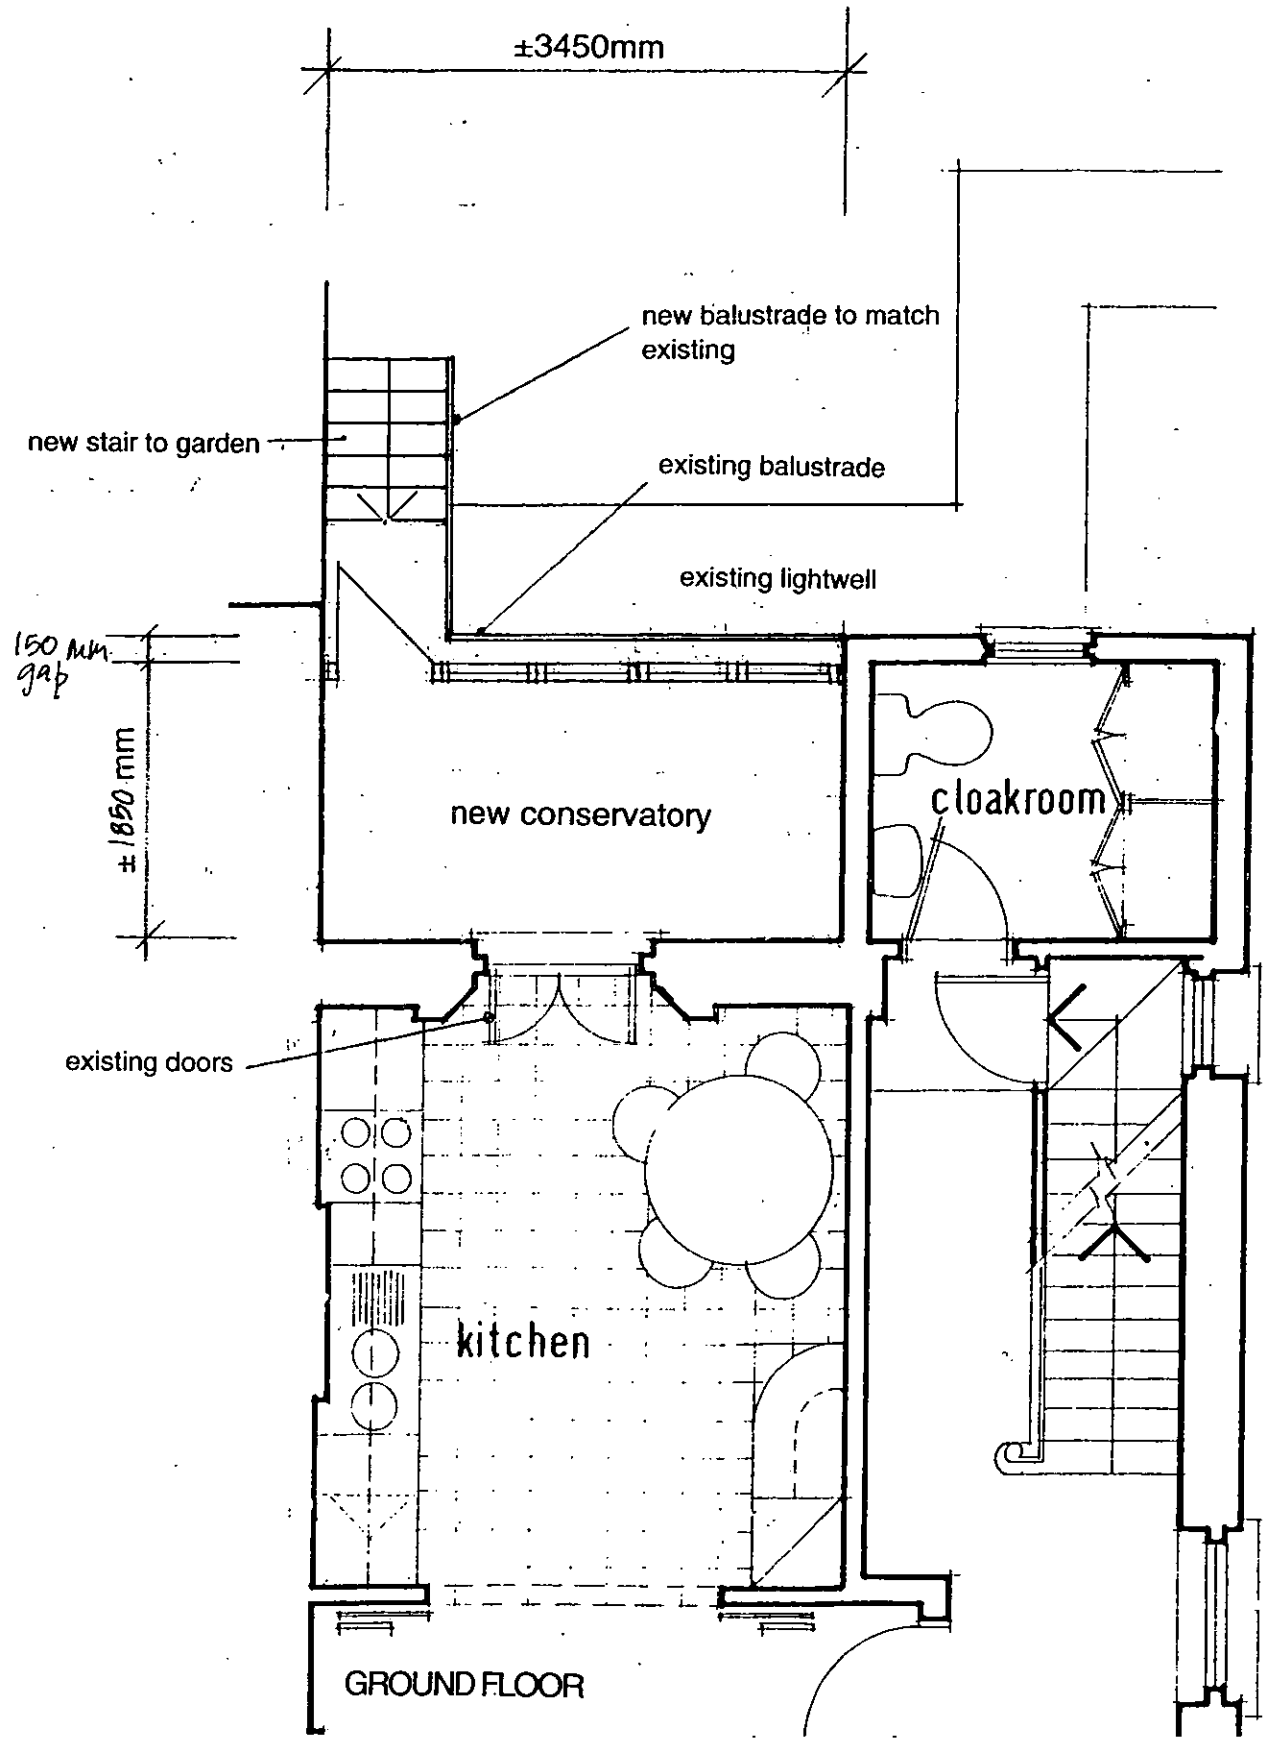 ±3450mm
new balustrade to match
existing
new stair to garden
existing balustrade
existing lightwell
150 mm
gap
±1850 mm
new conservatory
cloakroom
existing doors
kitchen
GROUND FLOOR